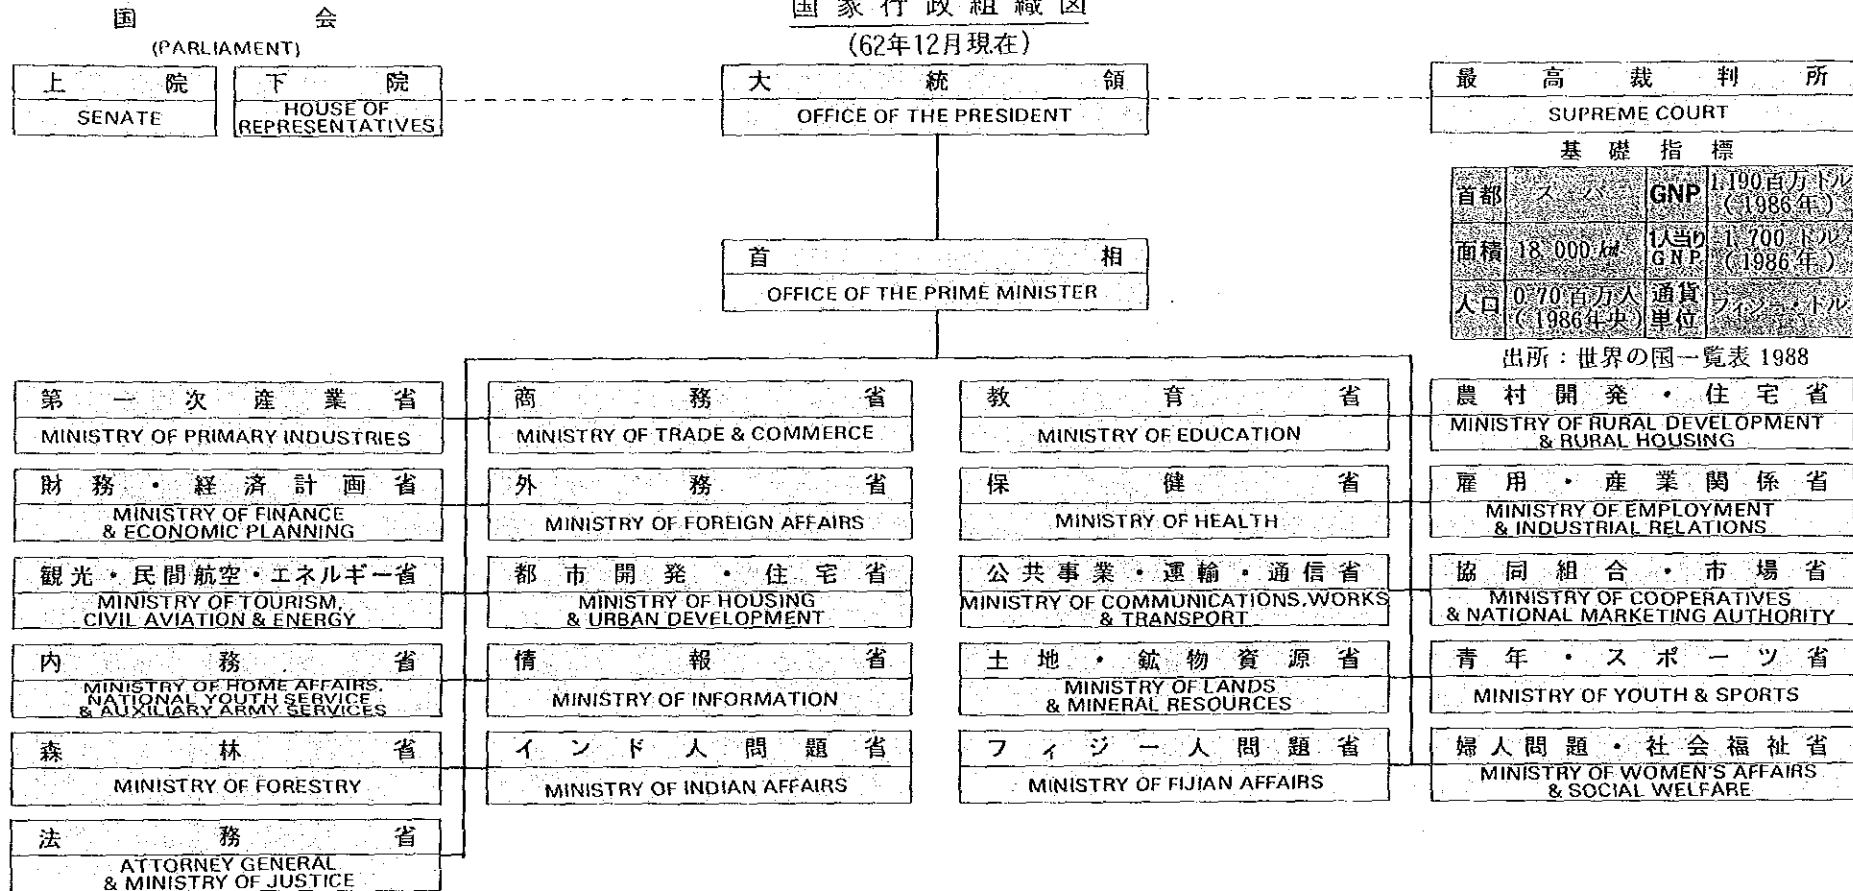 国家行政組織図
(62年12月現在)
国会
(PARLIAMENT)
上院
SENATE
下院
HOUSE OF
REPRESENTATIVES
大統領
OFFICE OF THE PRESIDENT
最高裁判所
SUPREME COURT
基礎指標
首都 スバ GNP 1,190百万ドル
(1986年)
面積 18,000㎢ 1人当り
GNP 1,700ドル
(1986年)
人口 0.70百万人
(1986年央) 通貨
単位 フィジー・ドル
出所:世界の国一覧表 1988
首相
OFFICE OF THE PRIME MINISTER
第一次産業省
MINISTRY OF PRIMARY INDUSTRIES
商務省
MINISTRY OF TRADE & COMMERCE
教育省
MINISTRY OF EDUCATION
農村開発・住宅省
MINISTRY OF RURAL DEVELOPMENT
& RURAL HOUSING
財務・経済計画省
MINISTRY OF FINANCE
& ECONOMIC PLANNING
外務省
MINISTRY OF FOREIGN AFFAIRS
保健省
MINISTRY OF HEALTH
雇用・産業関係省
MINISTRY OF EMPLOYMENT
& INDUSTRIAL RELATIONS
観光・民間航空・エネルギー省
MINISTRY OF TOURISM,
CIVIL AVIATION & ENERGY
都市開発・住宅省
MINISTRY OF HOUSING
& URBAN DEVELOPMENT
公共事業・運輸・通信省
MINISTRY OF COMMUNICATIONS,WORKS
& TRANSPORT
協同組合・市場省
MINISTRY OF COOPERATIVES
& NATIONAL MARKETING AUTHORITY
内務省
MINISTRY OF HOME AFFAIRS,
NATIONAL YOUTH SERVICE
& AUXILIARY ARMY SERVICES
情報省
MINISTRY OF INFORMATION
土地・鉱物資源省
MINISTRY OF LANDS
& MINERAL RESOURCES
青年・スポーツ省
MINISTRY OF YOUTH & SPORTS
森林省
MINISTRY OF FORESTRY
インド人問題省
MINISTRY OF INDIAN AFFAIRS
フィジー人問題省
MINISTRY OF FIJIAN AFFAIRS
婦人問題・社会福祉省
MINISTRY OF WOMEN'S AFFAIRS
& SOCIAL WELFARE
法務省
ATTORNEY GENERAL
& MINISTRY OF JUSTICE